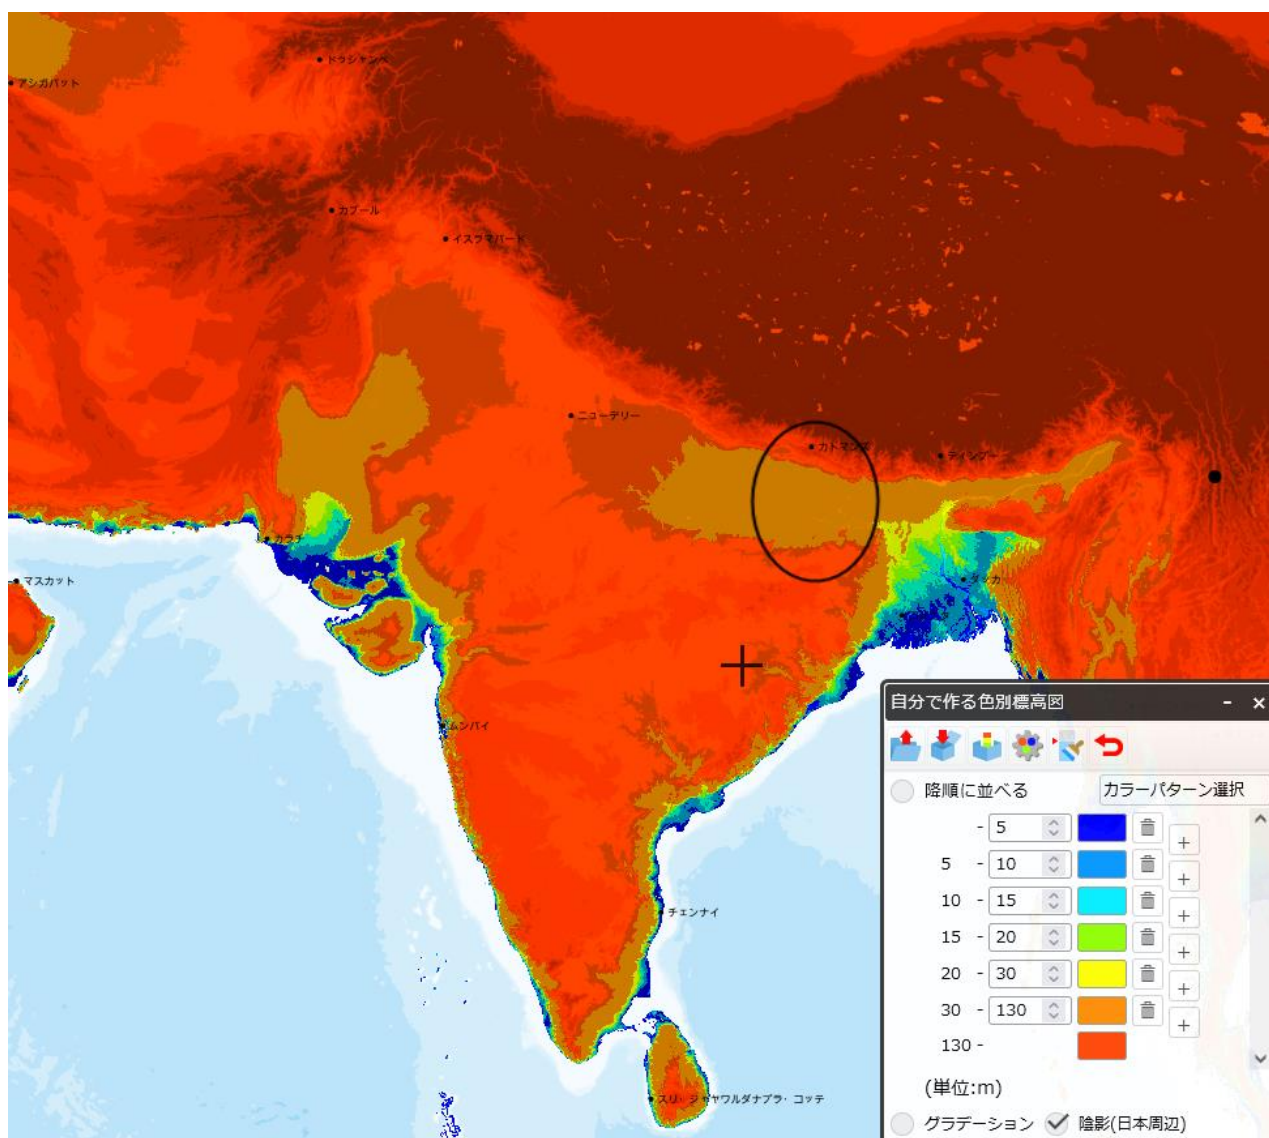 ドゥシャンベ
アシガバット
カブール
イスラマバード
ニューデリー
カトマンズ
ティンプー
カラチ
ダッカ
マスカット
ムンバイ
チェンナイ
スリ・ジャヤワルダナプラ・コッテ
自分で作る色別標高図
降順に並べる
カラーパターン選択
- 5
5 - 10
10 - 15
15 - 20
20 - 30
30 - 130
130 -
(単位:m)
グラデーション
陰影(日本周辺)